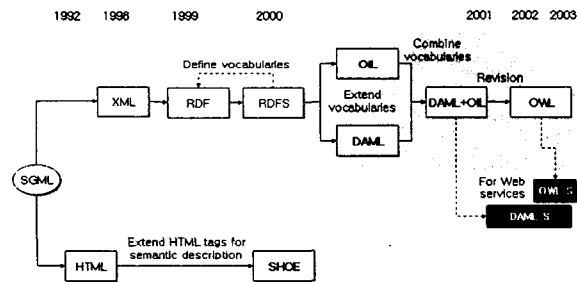 1992 1998 1999 2000 2001 2002 2003
Define vocabularies
OIL
Combine
vocabularies
Revision
XML
RDF
RDFS
Extend
vocabularies
DAML+OIL
OWL
DAML
SGML
For Web
services
OWL S
DAML S
Extend HTML tags for
semantic description
HTML
SHOE